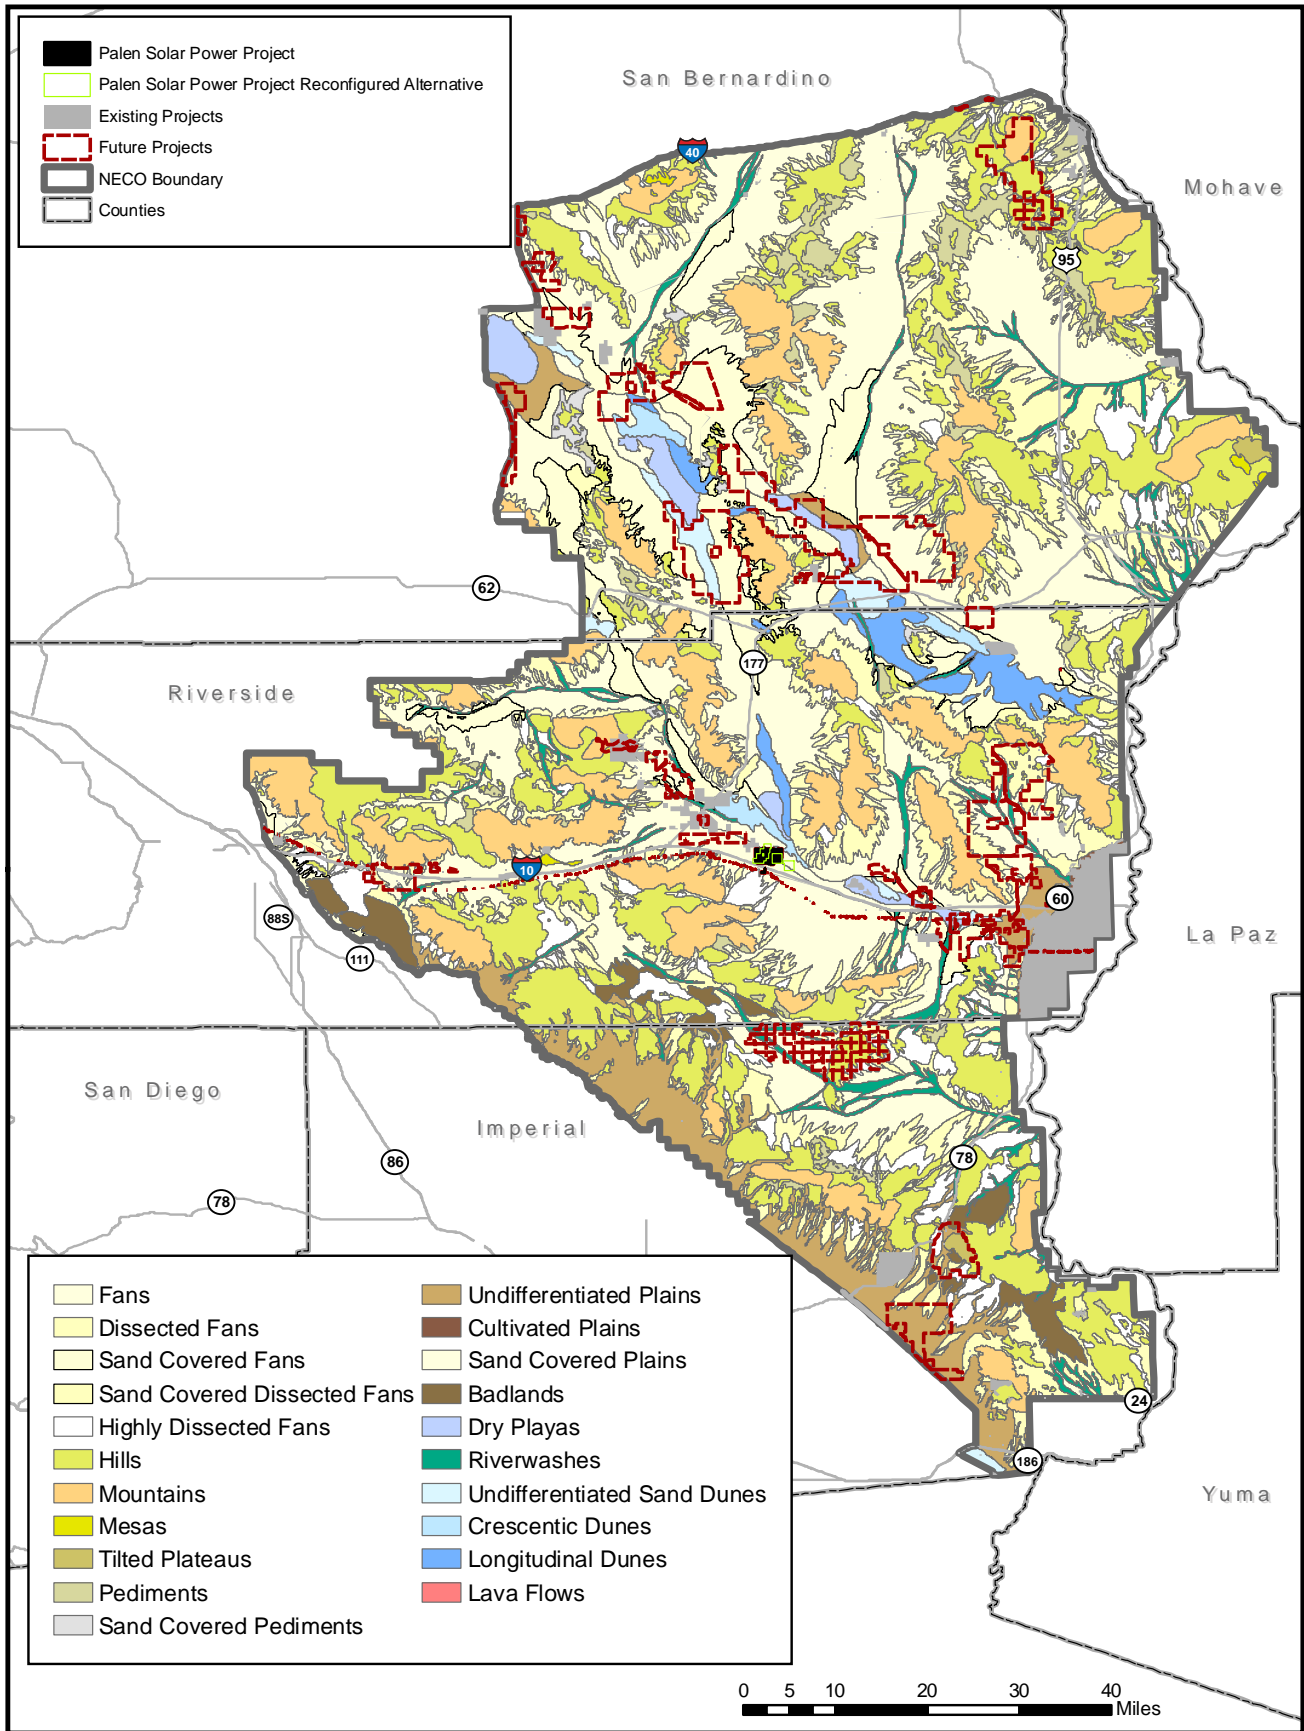 Palen Solar Power Project
Palen Solar Power Project Reconfigured Alternative
Existing Projects
Future Projects
NECO Boundary
Counties
San Bernardino
40
Mohave
95
62
177
Riverside
10
60
88S
111
La Paz
San Diego
Imperial
86
78
78
24
186
Yuma
Fans
Dissected Fans
Sand Covered Fans
Sand Covered Dissected Fans
Highly Dissected Fans
Hills
Mountains
Mesas
Tilted Plateaus
Pediments
Sand Covered Pediments
Undifferentiated Plains
Cultivated Plains
Sand Covered Plains
Badlands
Dry Playas
Riverwashes
Undifferentiated Sand Dunes
Crescentic Dunes
Longitudinal Dunes
Lava Flows
0 5 10 20 30 40
Miles